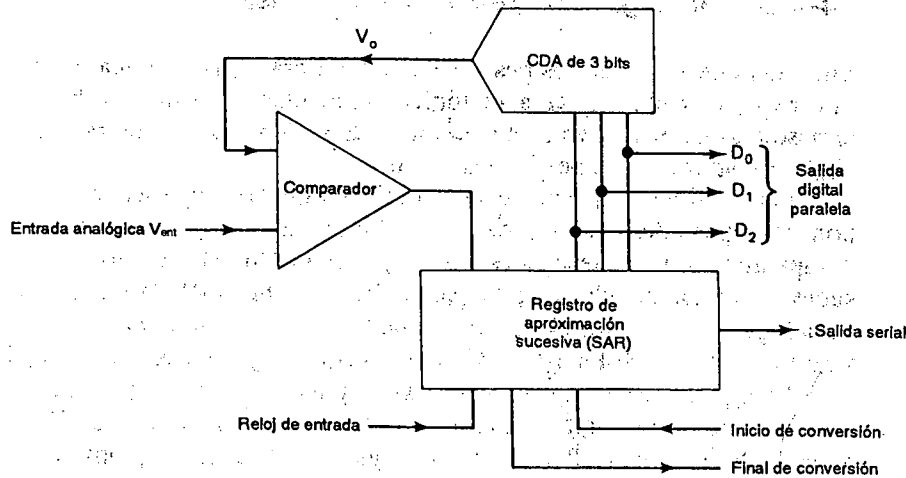 V₀
CDA de 3 bits
Comparador
D₀
D₁
D₂
Salida
digital
paralela
Entrada analógica Vent
Registro de
aproximación
sucesiva (SAR)
Salida serial
Reloj de entrada
Inicio de conversión
Final de conversión